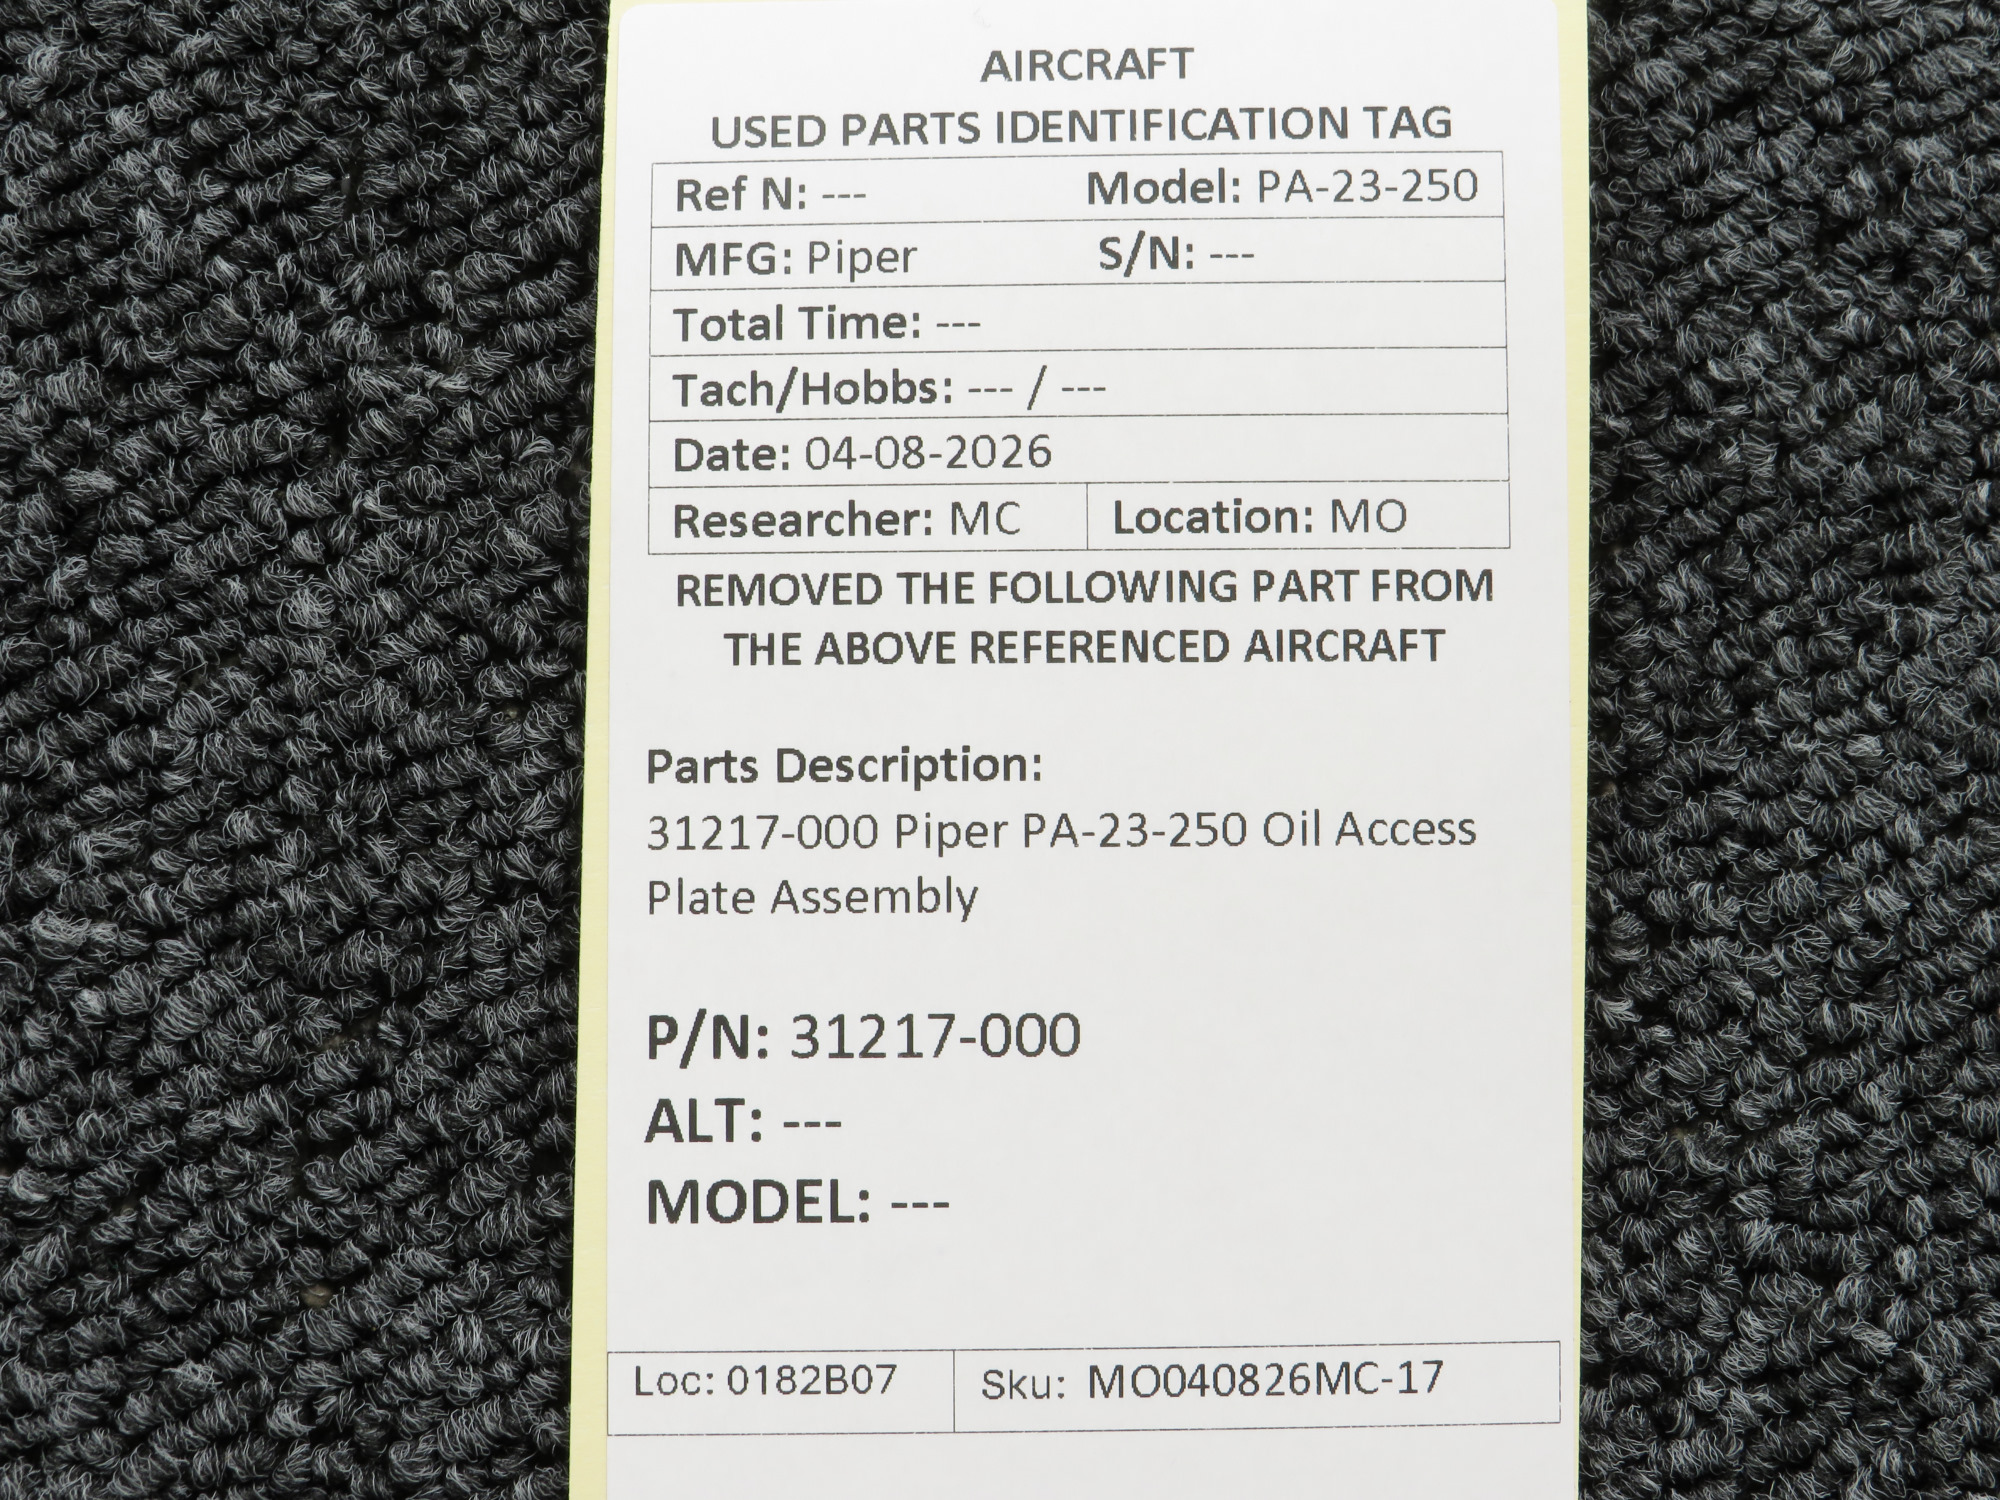 AIRCRAFT
USED PARTS IDENTIFICATION TAG
Ref N: --- Model: PA-23-250
MFG: Piper S/N: ---
Total Time: ---
Tach/Hobbs: --- / ---
Date: 04-08-2026
Researcher: MC Location: MO
REMOVED THE FOLLOWING PART FROM
THE ABOVE REFERENCED AIRCRAFT
Parts Description:
31217-000 Piper PA-23-250 Oil Access
Plate Assembly
P/N: 31217-000
ALT: ---
MODEL: ---
Loc: 0182B07 Sku: MO040826MC-17